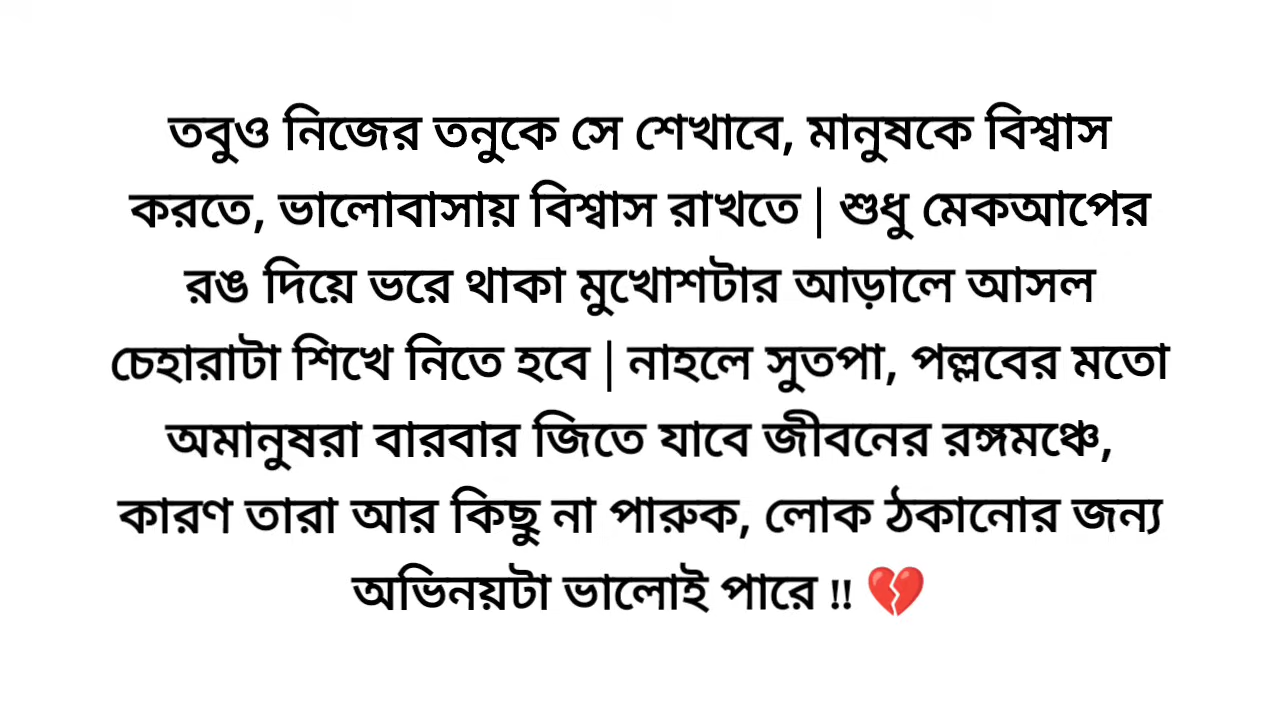 তবুও নিজের তনুকে সে শেখাবে, মানুষকে বিশ্বাস
করতে, ভালোবাসায় বিশ্বাস রাখতে | শুধু মেকআপের
রঙ দিয়ে ভরে থাকা মুখোশটার আড়ালে আসল
চেহারাটা শিখে নিতে হবে | নাহলে সুতপা, পল্লবের মতো
অমানুষরা বারবার জিতে যাবে জীবনের রঙ্গমঞ্চে,
কারণ তারা আর কিছু না পারুক, লোক ঠকানোর জন্য
অভিনয়টা ভালোই পারে !! 💔